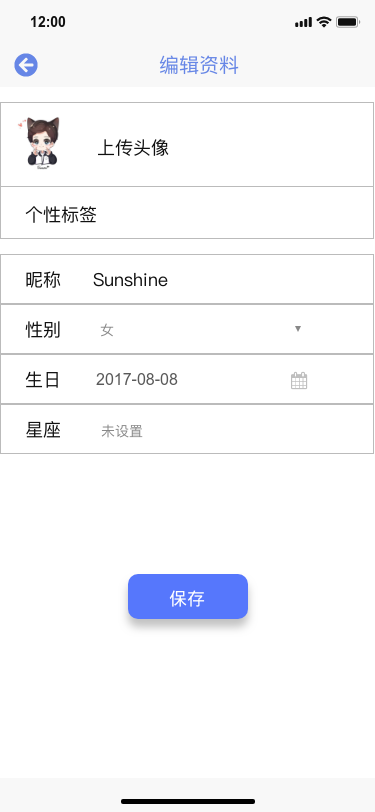 12:00
编辑资料
上传头像
个性标签
昵称 Sunshine
性别 女
生日 2017-08-08
星座 未设置
保存